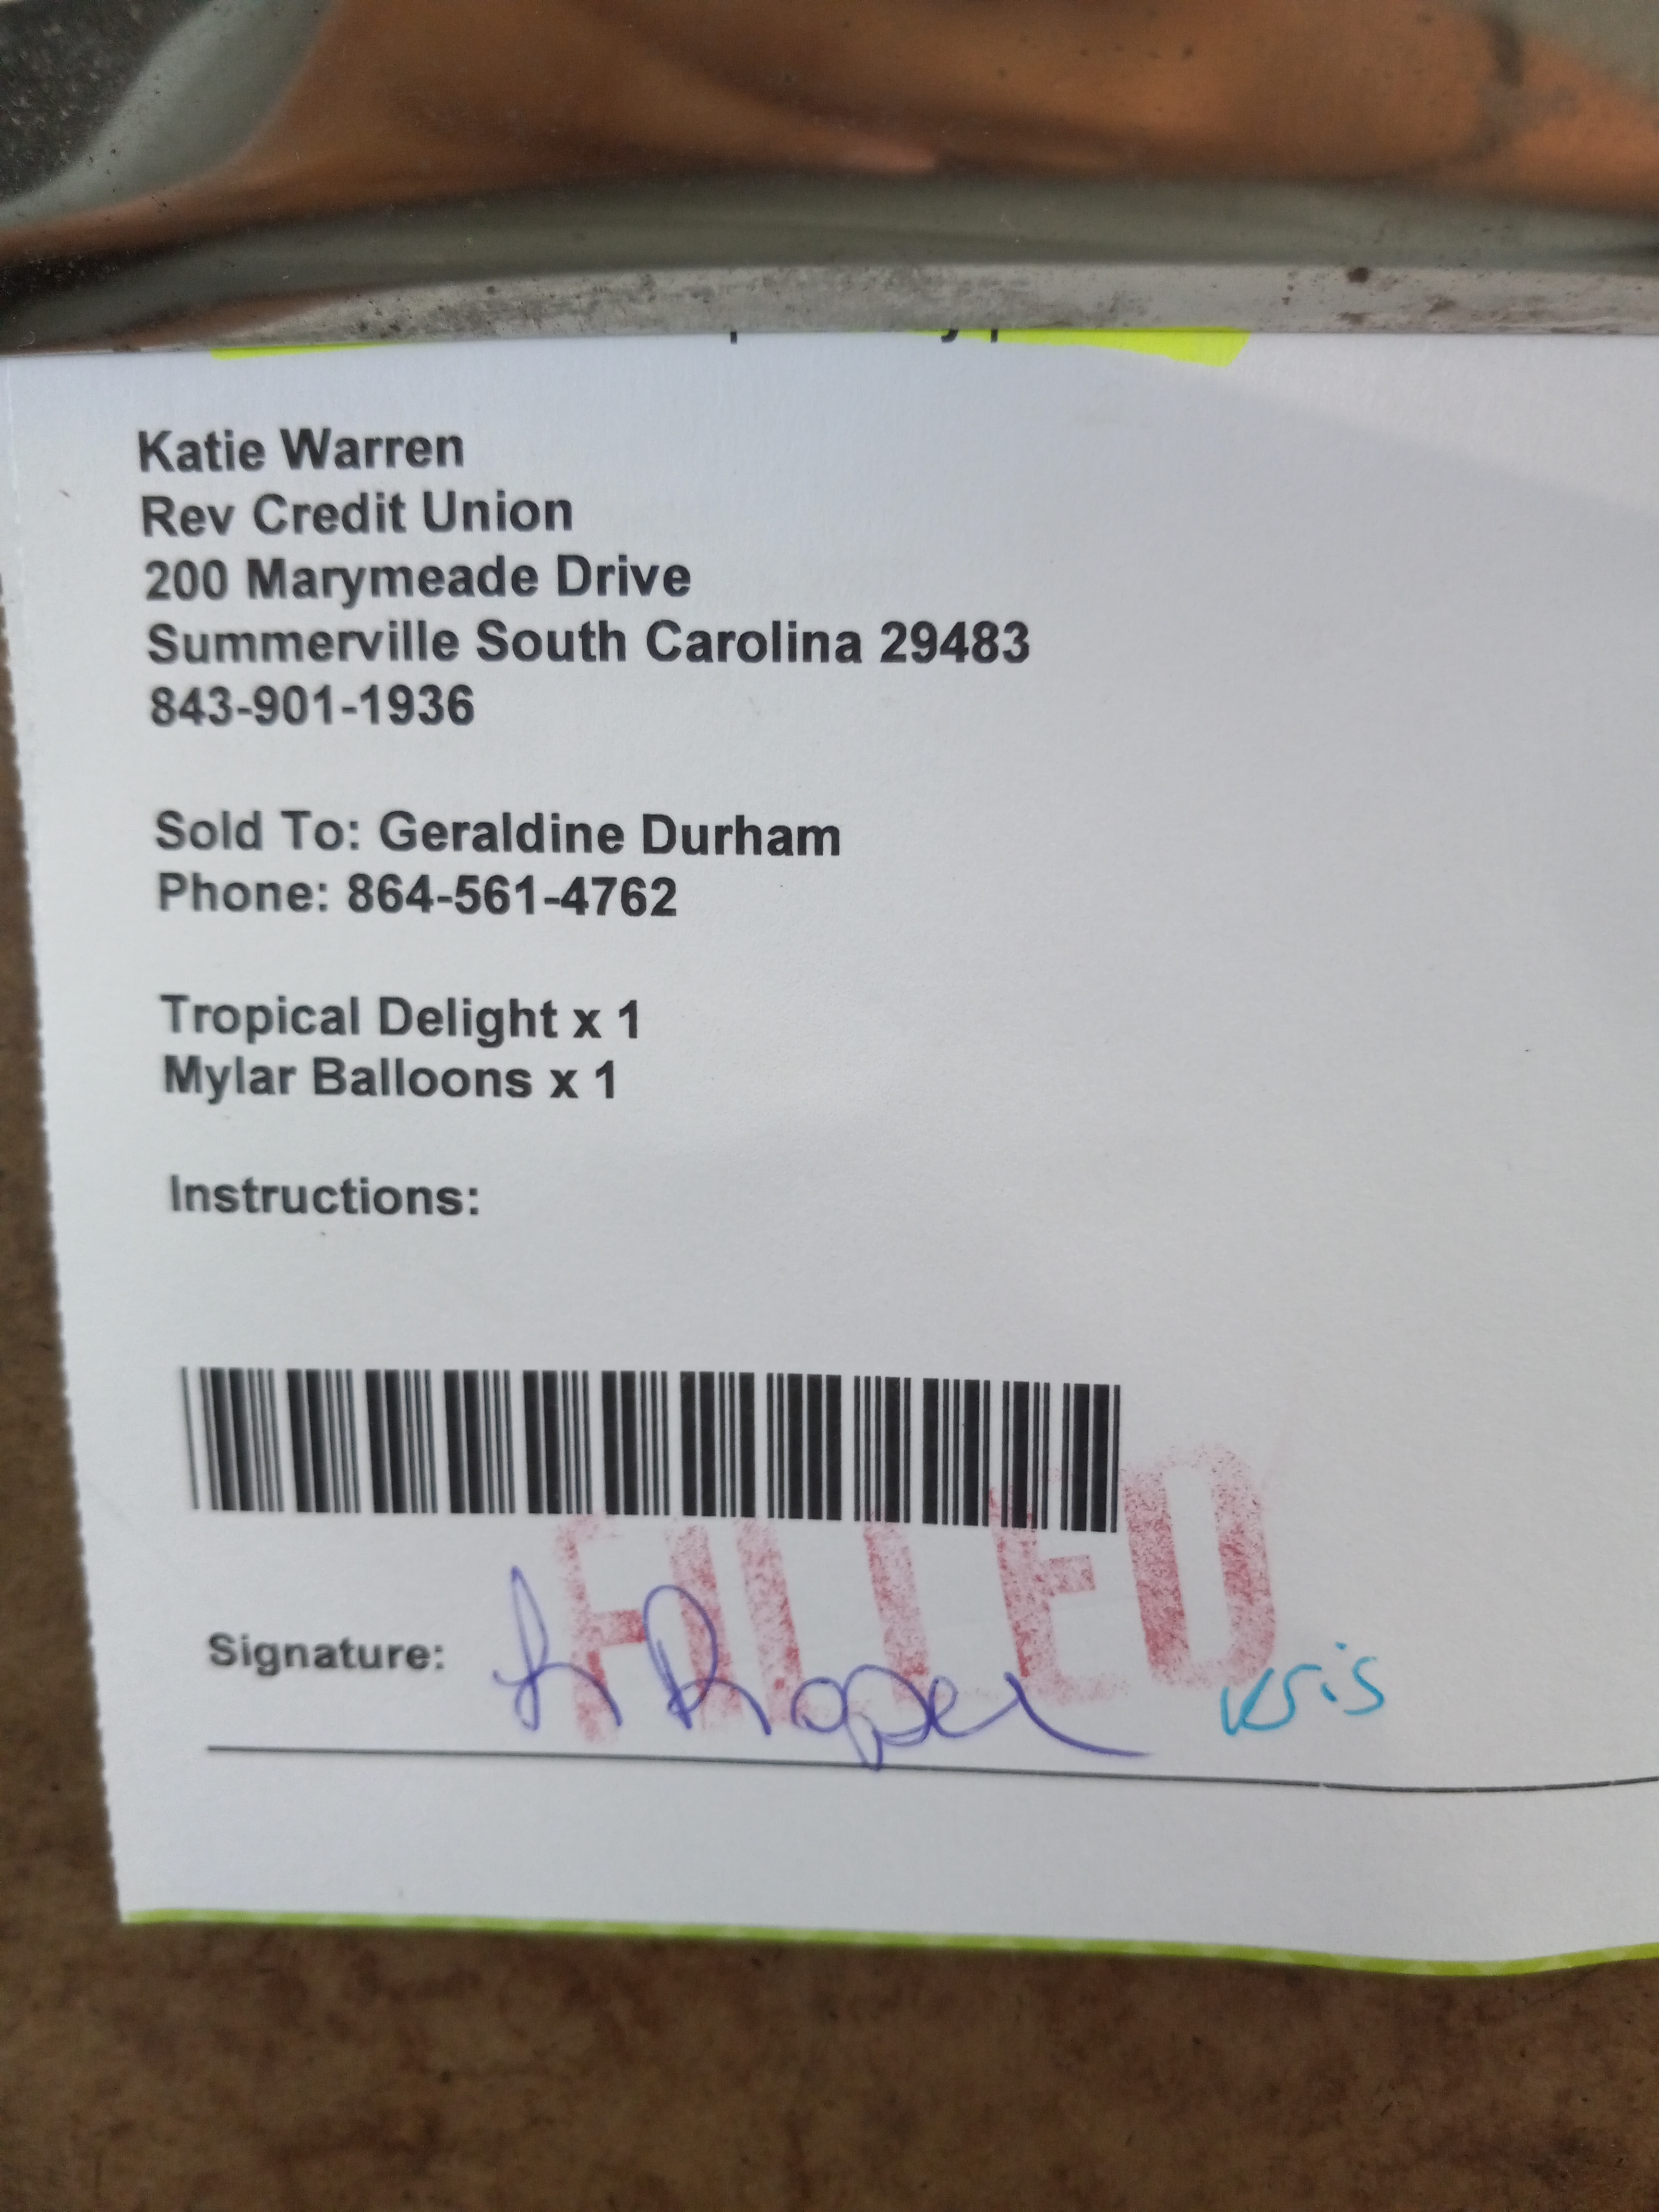 Katie Warren
Rev Credit Union
200 Marymeade Drive
Summerville South Carolina 29483
843-901-1936
Sold To: Geraldine Durham
Phone: 864-561-4762
Tropical Delight x 1
Mylar Balloons x 1
Instructions:
FILLED
Signature: Roper